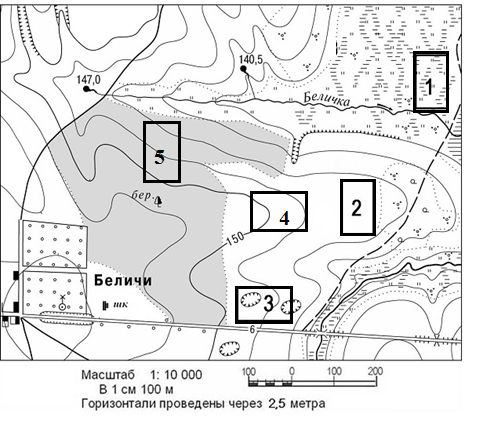 147,0
140,5
1
Беличка
5
бер.
4
2
150
Беличи
шк
3
6
Масштаб 1: 10 000
В 1 см 100 м
Горизонтали проведены через 2,5 метра
100 0 100 200